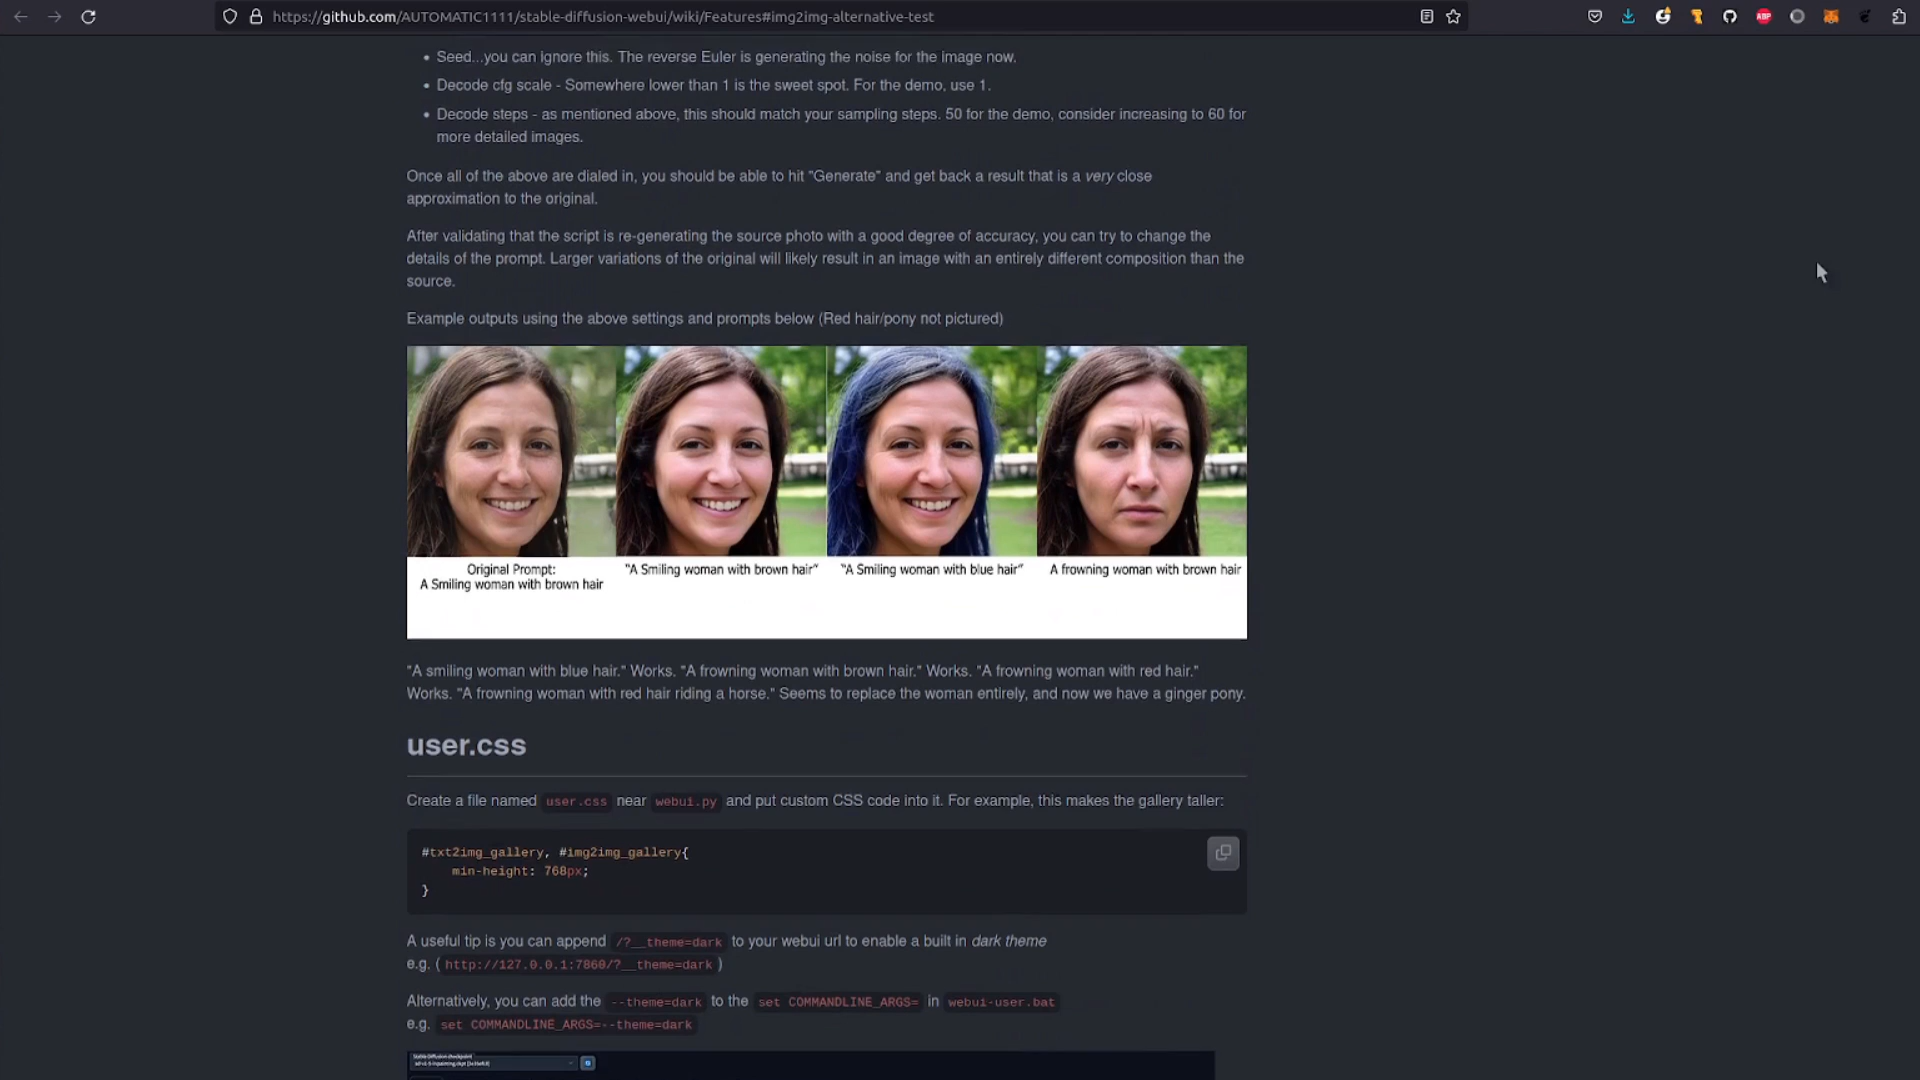 https://github.com/AUTOMATIC1111/stable-diffusion-webui/wiki/Features#img2img-alternative-test
ABP
• Seed...you can ignore this. The reverse Euler is generating the noise for the image now.
• Decode cfg scale - Somewhere lower than 1 is the sweet spot. For the demo, use 1.
• Decode steps - as mentioned above, this should match your sampling steps. 50 for the demo, consider increasing to 60 for
more detailed images.
Once all of the above are dialed in, you should be able to hit "Generate" and get back a result that is a very close
approximation to the original.
After validating that the script is re-generating the source photo with a good degree of accuracy, you can try to change the
details of the prompt. Larger variations of the original will likely result in an image with an entirely different composition than the
source.
Example outputs using the above settings and prompts below (Red hair/pony not pictured)
Original Prompt:
A Smiling woman with brown hair
"A Smiling woman with brown hair"
"A Smiling woman with blue hair"
A frowning woman with brown hair
"A smiling woman with blue hair." Works. "A frowning woman with brown hair." Works. "A frowning woman with red hair."
Works. "A frowning woman with red hair riding a horse." Seems to replace the woman entirely, and now we have a ginger pony.
user.css
Create a file named user.css near webui.py and put custom CSS code into it. For example, this makes the gallery taller:
#txt2img_gallery, #img2img_gallery{
min-height: 768px;
}
A useful tip is you can append /?__theme=dark to your webui url to enable a built in dark theme
e.g. ( http://127.0.0.1:7860/?__theme=dark )
Alternatively, you can add the --theme=dark to the set COMMANDLINE_ARGS= in webui-user.bat
e.g. set COMMANDLINE_ARGS=--theme=dark
Stable Diffusion checkpoint